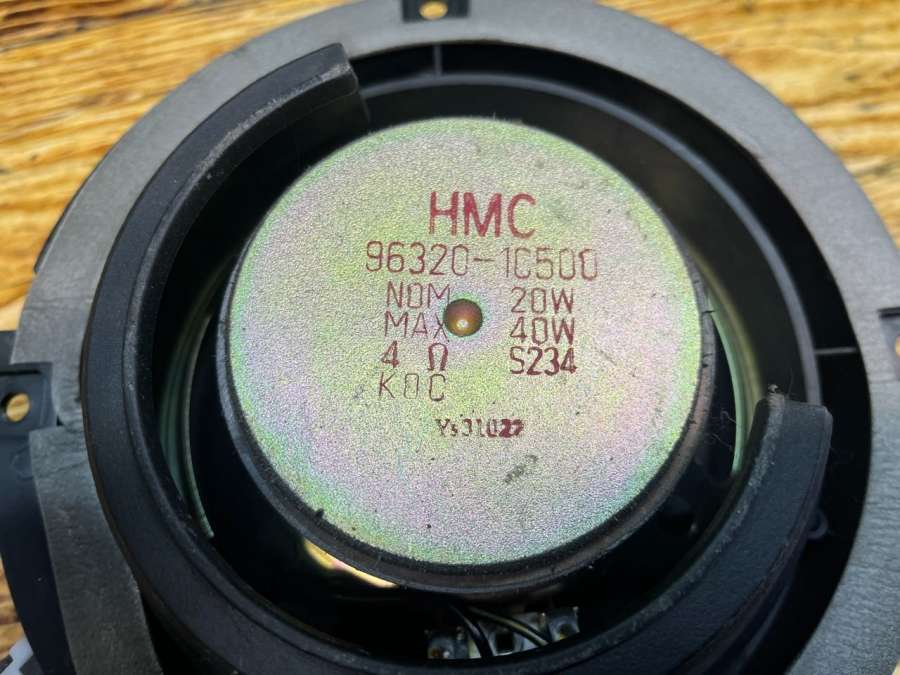 HMC
96320-1C500
NOM 20W
MAX 40W
4 Ω S234
KOC
Ys31022